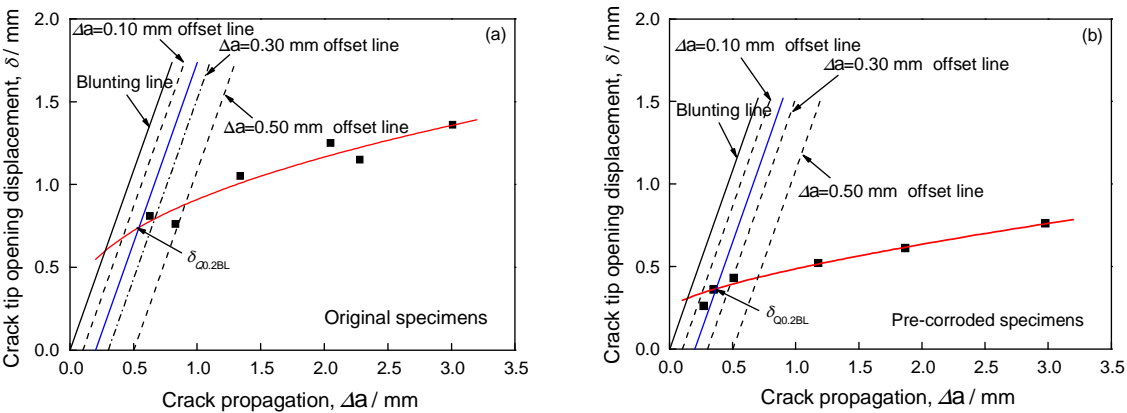 (a)
Δa=0.10 mm offset line
Δa=0.30 mm offset line
Blunting line
Δa=0.50 mm offset line
δQ0.2BL
Original specimens
Crack tip opening displacement, δ / mm
2.0
1.5
1.0
0.5
0.0
0.0 0.5 1.0 1.5 2.0 2.5 3.0 3.5
Crack propagation, Δa / mm
(b)
Δa=0.10 mm offset line
Δa=0.30 mm offset line
Blunting line
Δa=0.50 mm offset line
δQ0.2BL
Pre-corroded specimens
Crack tip opening displacement, δ / mm
2.0
1.5
1.0
0.5
0.0
0.0 0.5 1.0 1.5 2.0 2.5 3.0 3.5
Crack propagation, Δa / mm